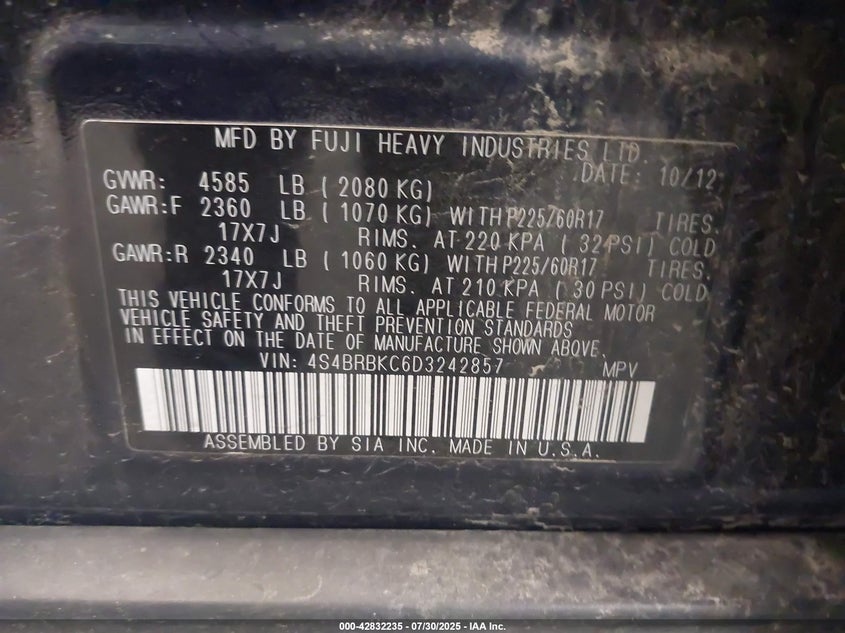 MFD BY FUJI HEAVY INDUSTRIES LTD.
DATE: 10/12
GVWR: 4585 LB ( 2080 KG)
GAWR:F 2360 LB ( 1070 KG) WITH P225/60R17 TIRES.
17X7J RIMS. AT 220 KPA ( 32 PSI) COLD
GAWR:R 2340 LB ( 1060 KG) WITH P225/60R17 TIRES.
17X7J RIMS. AT 210 KPA ( 30 PSI) COLD
THIS VEHICLE CONFORMS TO ALL APPLICABLE FEDERAL MOTOR
VEHICLE SAFETY AND THEFT PREVENTION STANDARDS
IN EFFECT ON THE DATE OF MANUFACTURE SHOWN ABOVE.
VIN: 4S4BRBKC6D3242857 MPV
ASSEMBLED BY SIA INC. MADE IN U.S.A.
000-42832235 - 07/30/2025 - IAA Inc.